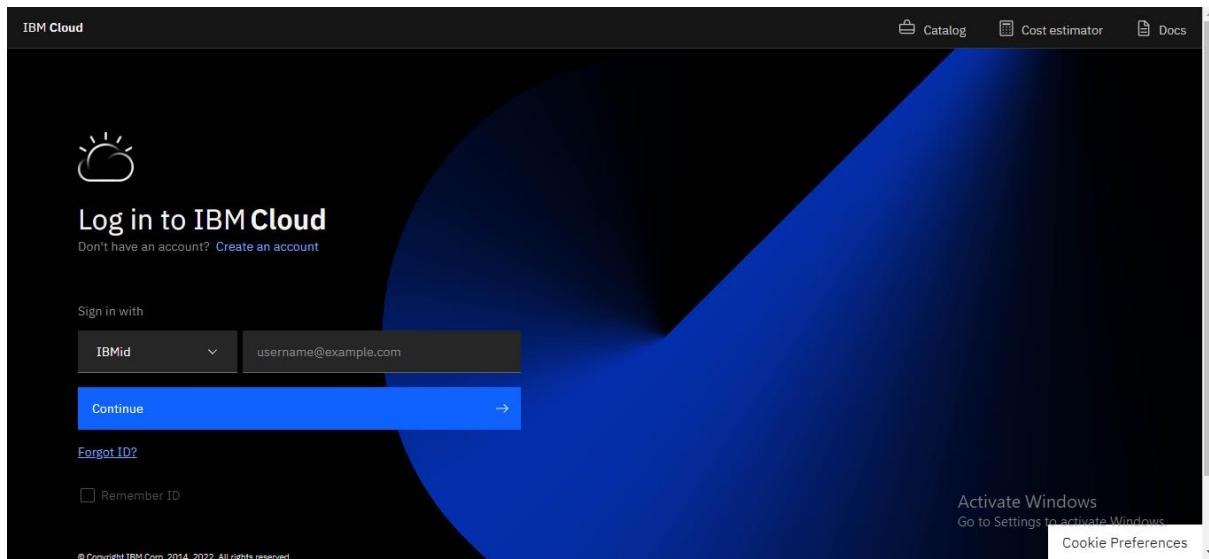 IBM Cloud
Catalog
Cost estimator
Docs
Log in to IBM Cloud
Don't have an account? Create an account
Sign in with
IBMid
username@example.com
Continue
Forgot ID?
Remember ID
Activate Windows
Go to Settings to activate Windows.
Cookie Preferences
© Copyright IBM Corp. 2014, 2022. All rights reserved.